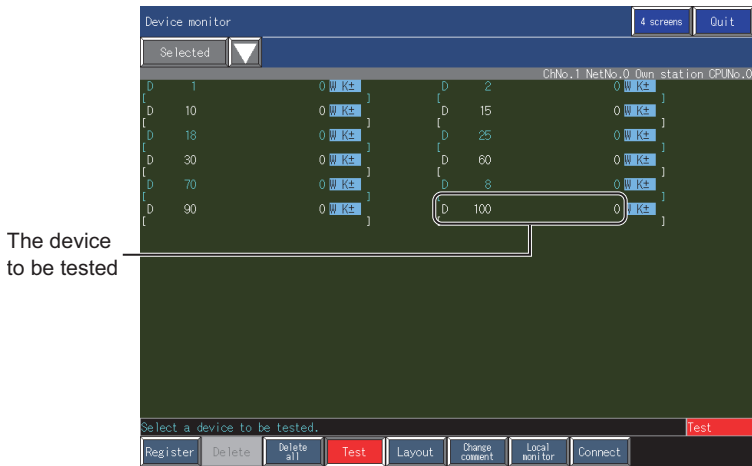 Device monitor
4 screens
Quit
Selected
ChNo.1 NetNo.0 Own station CPUNo.0
D 1 0 W K± D 2 0 W K±
[ ] [ ]
D 10 0 W K± D 15 0 W K±
[ ] [ ]
D 18 0 W K± D 25 0 W K±
[ ] [ ]
D 30 0 W K± D 60 0 W K±
[ ] [ ]
D 70 0 W K± D 8 0 W K±
[ ] [ ]
D 90 0 W K± D 100 0 W K±
[ ] [ ]
The device
to be tested
Select a device to be tested.
Test
Register
Delete
Delete
all
Test
Layout
Change
comment
Local
monitor
Connect